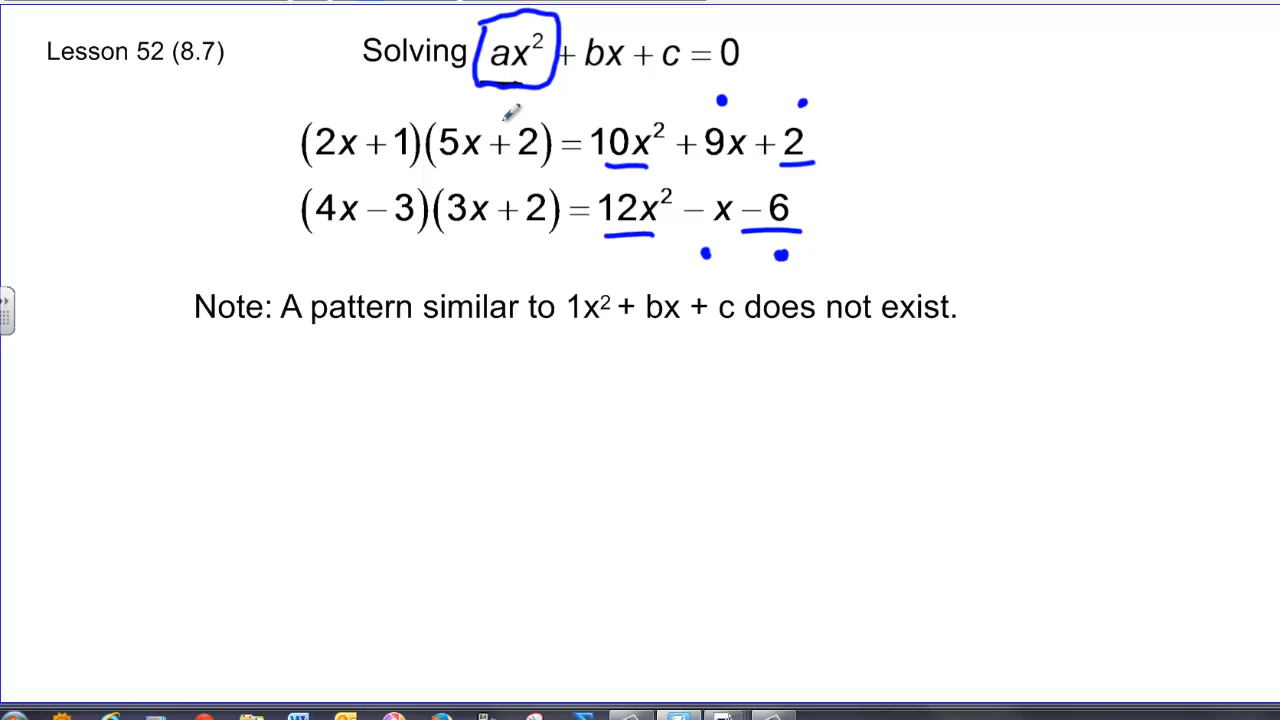 Lesson 52 (8.7)
Solving ax² + bx + c = 0
(2x + 1)(5x + 2) = 10x² + 9x + 2
(4x − 3)(3x + 2) = 12x² − x − 6
Note: A pattern similar to 1x² + bx + c does not exist.